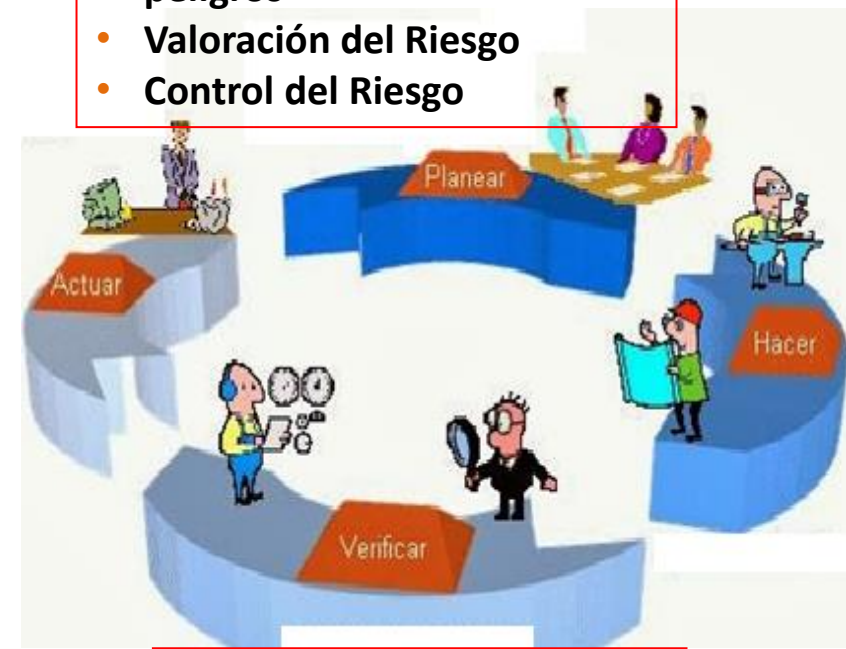 • Valoración del Riesgo
• Control del Riesgo
Planear
Actuar
Hacer
Verificar